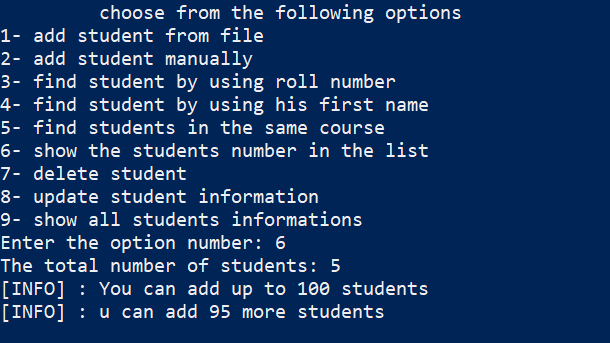 choose from the following options
1- add student from file
2- add student manually
3- find student by using roll number
4- find student by using his first name
5- find students in the same course
6- show the students number in the list
7- delete student
8- update student information
9- show all students informations
Enter the option number: 6
The total number of students: 5
[INFO] : You can add up to 100 students
[INFO] : u can add 95 more students